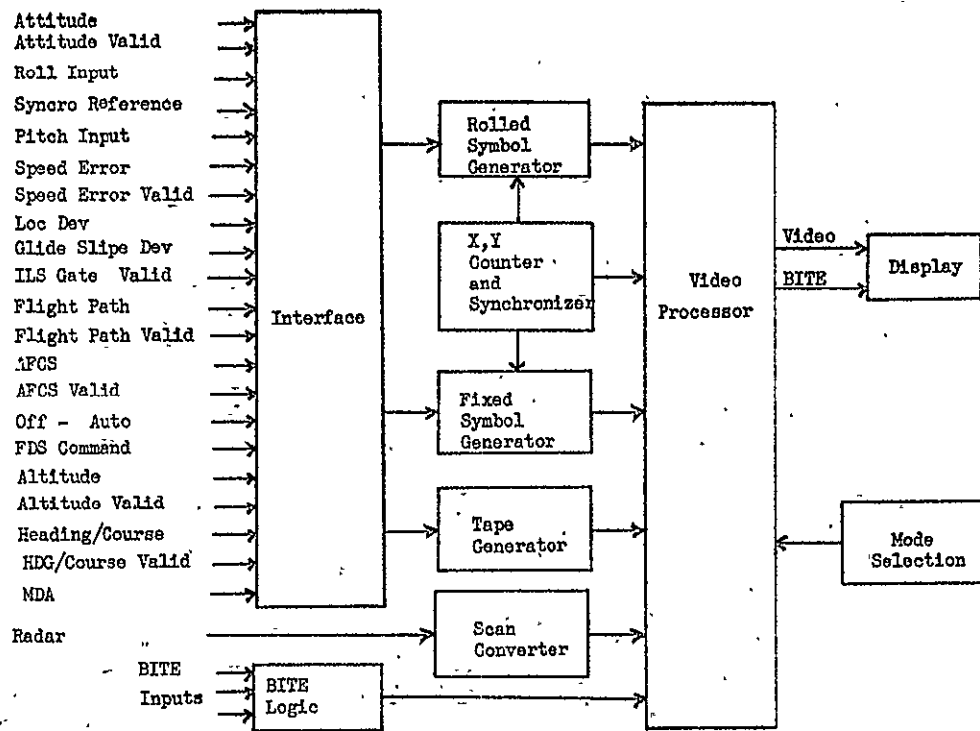 Attitude
Attitude Valid
Roll Input
Syncro Reference
Pitch Input
Speed Error
Speed Error Valid
Loc Dev
Glide Slipe Dev
ILS Gate Valid
Flight Path
Flight Path Valid
AFCS
AFCS Valid
Off - Auto
FDS Command
Altitude
Altitude Valid
Heading/Course
HDG/Course Valid
MDA
Radar
BITE
Inputs
Interface
BITE
Logic
Rolled
Symbol
Generator
X,Y
Counter
and
Synchronizer
Fixed
Symbol
Generator
Tape
Generator
Scan
Converter
Video
Processor
Video
BITE
Display
Mode
Selection